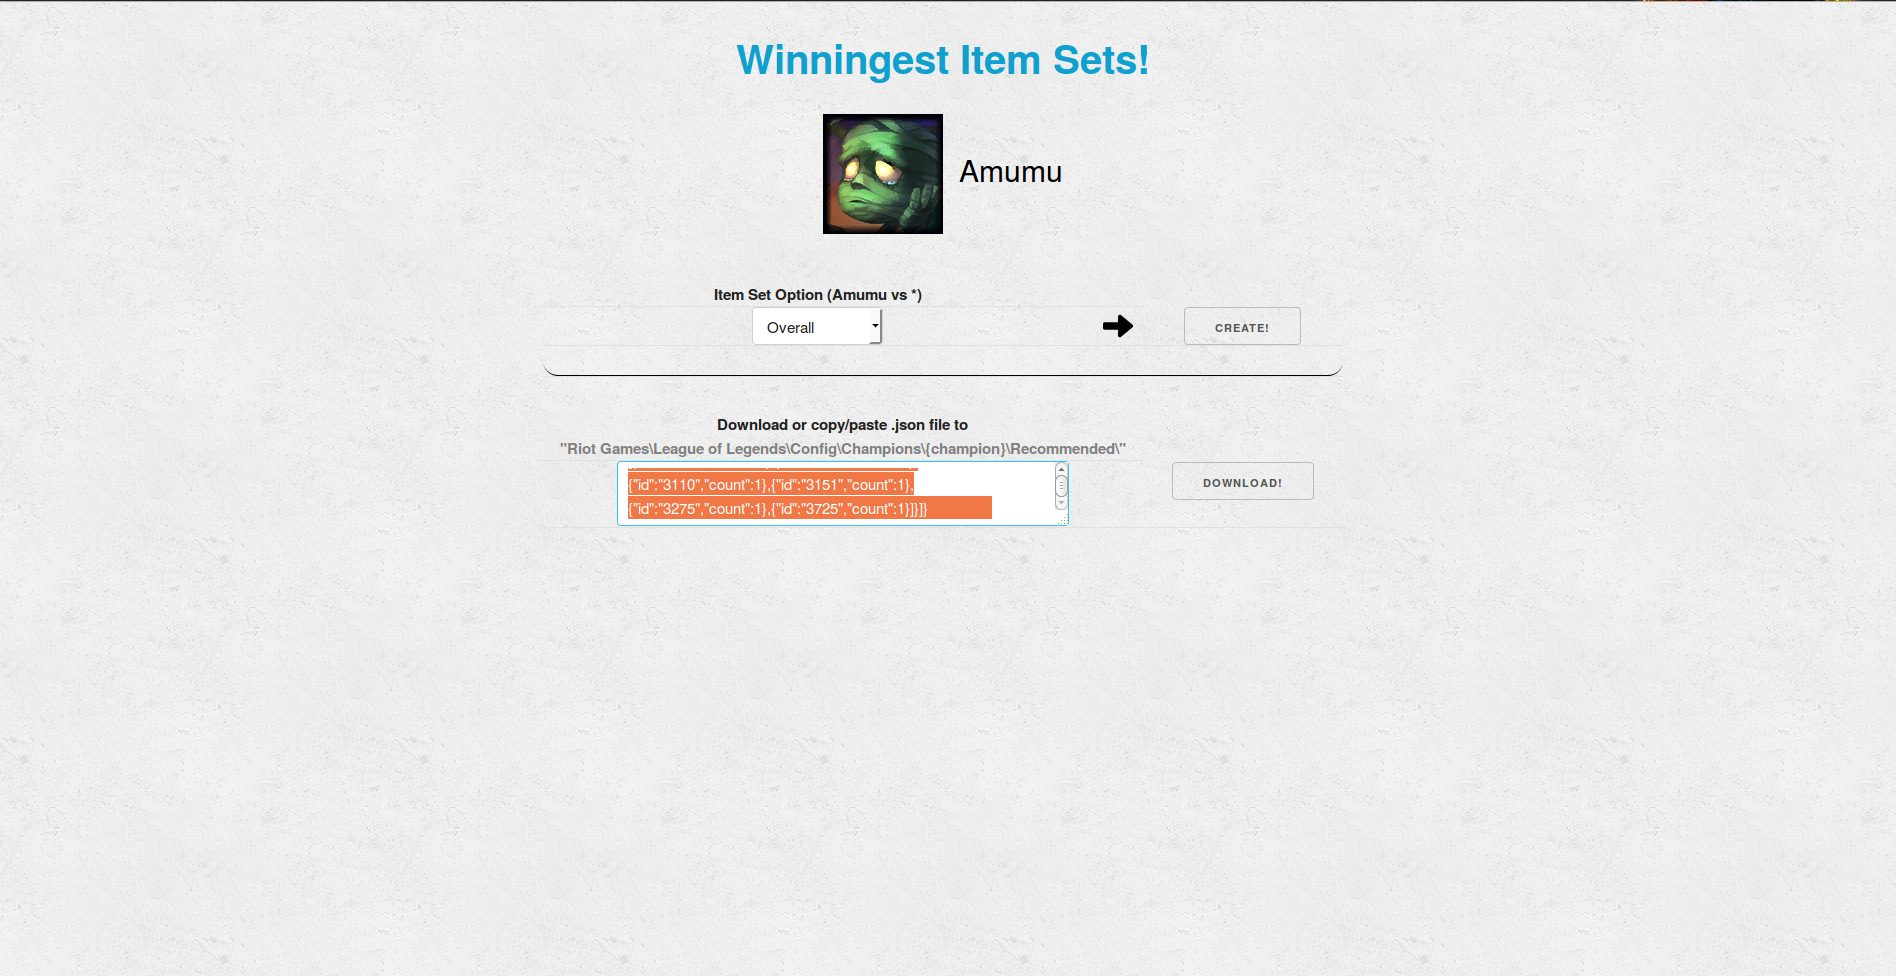 Winningest Item Sets!
Amumu
Item Set Option (Amumu vs *)
Overall
CREATE!
Download or copy/paste .json file to
"Riot Games\League of Legends\Config\Champions\{champion}\Recommended\"
{"id":"3110","count":1},{"id":"3151","count":1},
{"id":"3275","count":1},{"id":"3725","count":1}]}]}
DOWNLOAD!